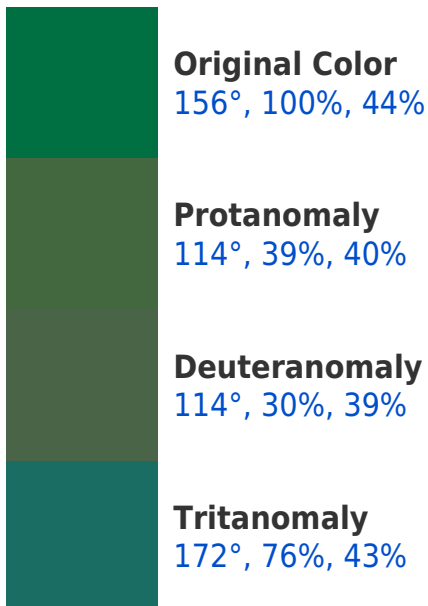 Original Color
156°, 100%, 44%
Protanomaly
114°, 39%, 40%
Deuteranomaly
114°, 30%, 39%
Tritanomaly
172°, 76%, 43%